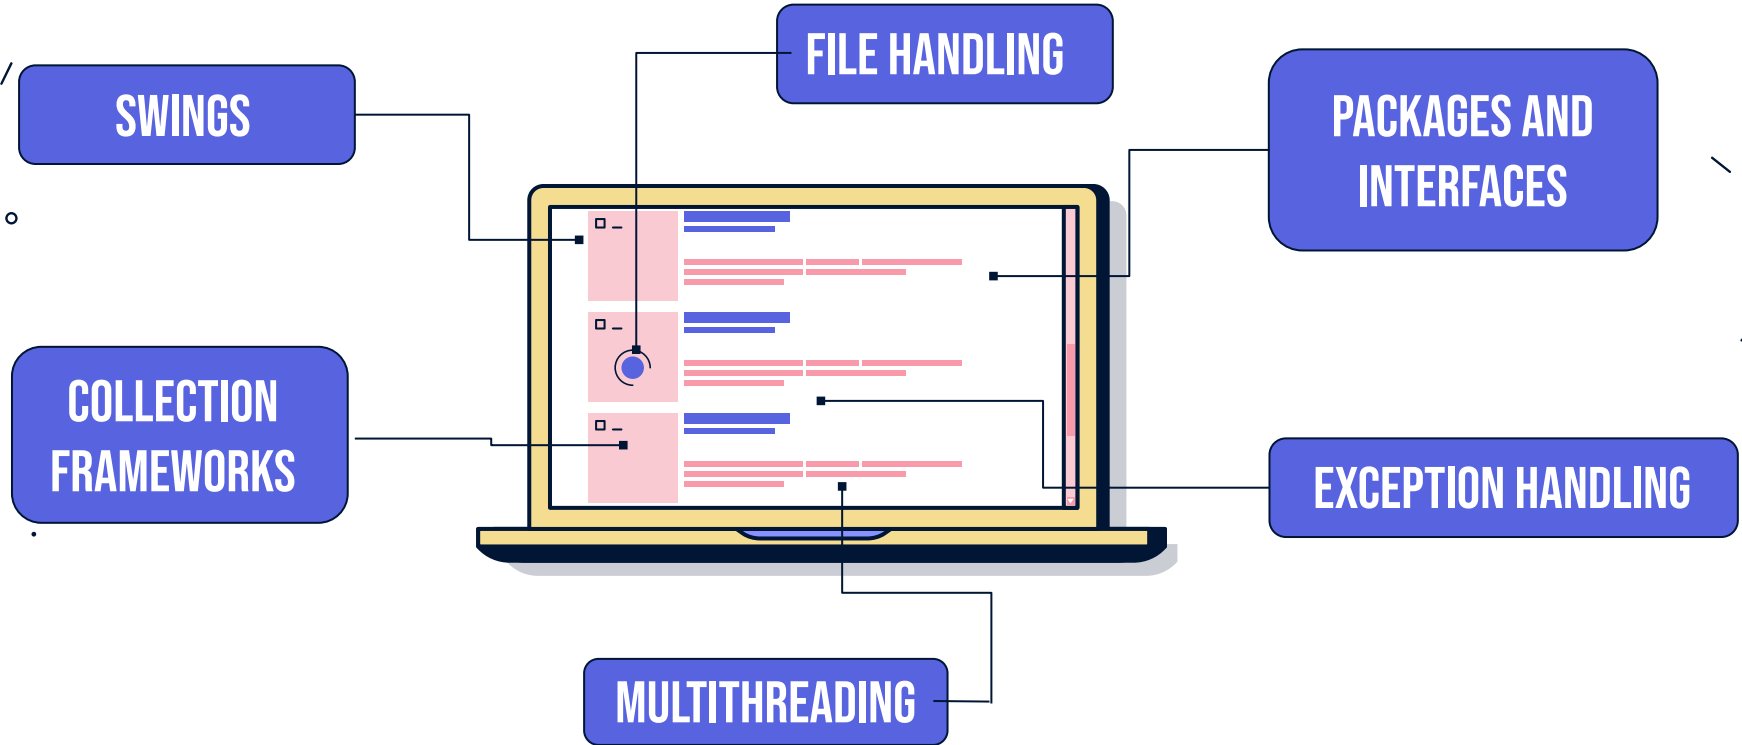 FILE HANDLING
SWINGS
PACKAGES AND
INTERFACES
COLLECTION
FRAMEWORKS
EXCEPTION HANDLING
MULTITHREADING